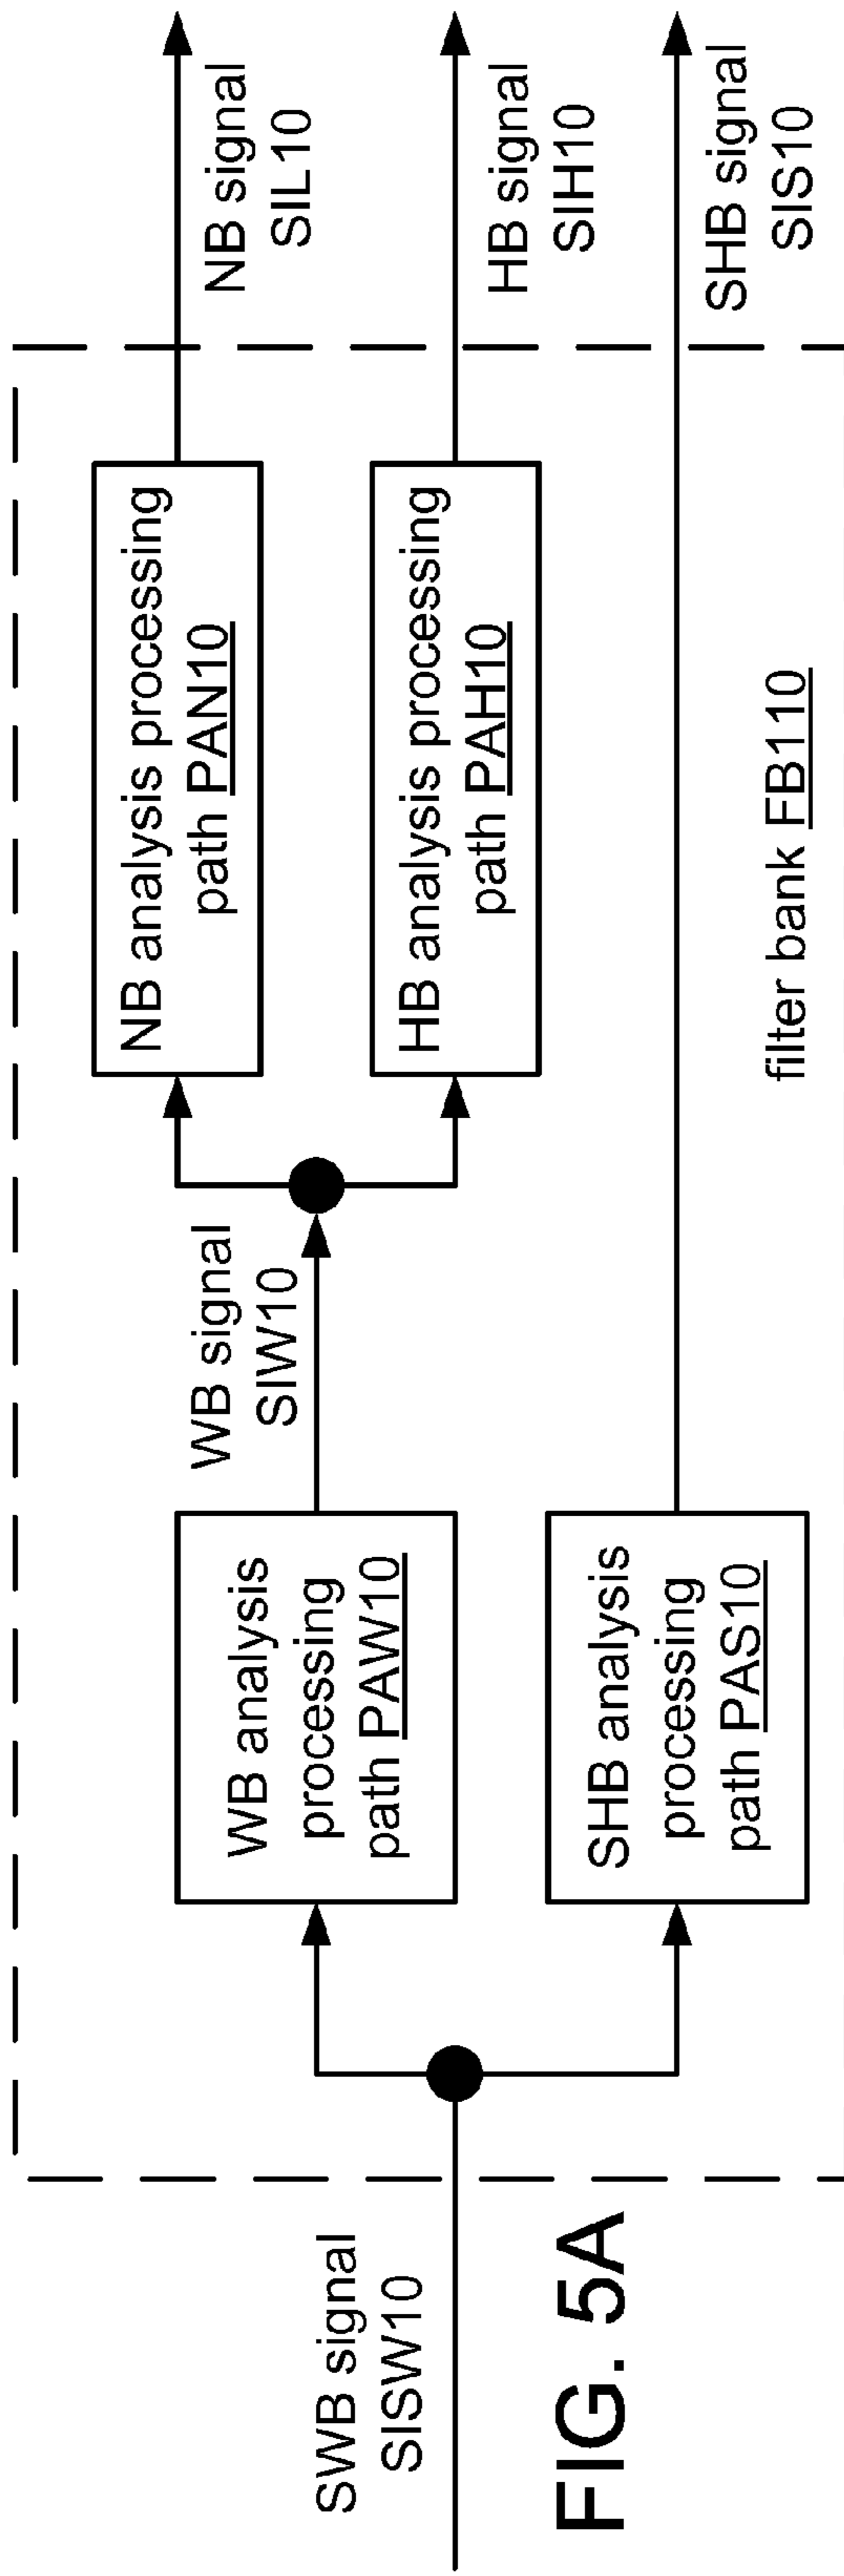 SWB signal
SISW10
WB analysis
processing
path PAW10
SHB analysis
processing
path PAS10
WB signal
SIW10
NB analysis processing
path PAN10
HB analysis processing
path PAH10
NB signal
SIL10
HB signal
SIH10
SHB signal
SIS10
filter bank FB110
FIG. 5A